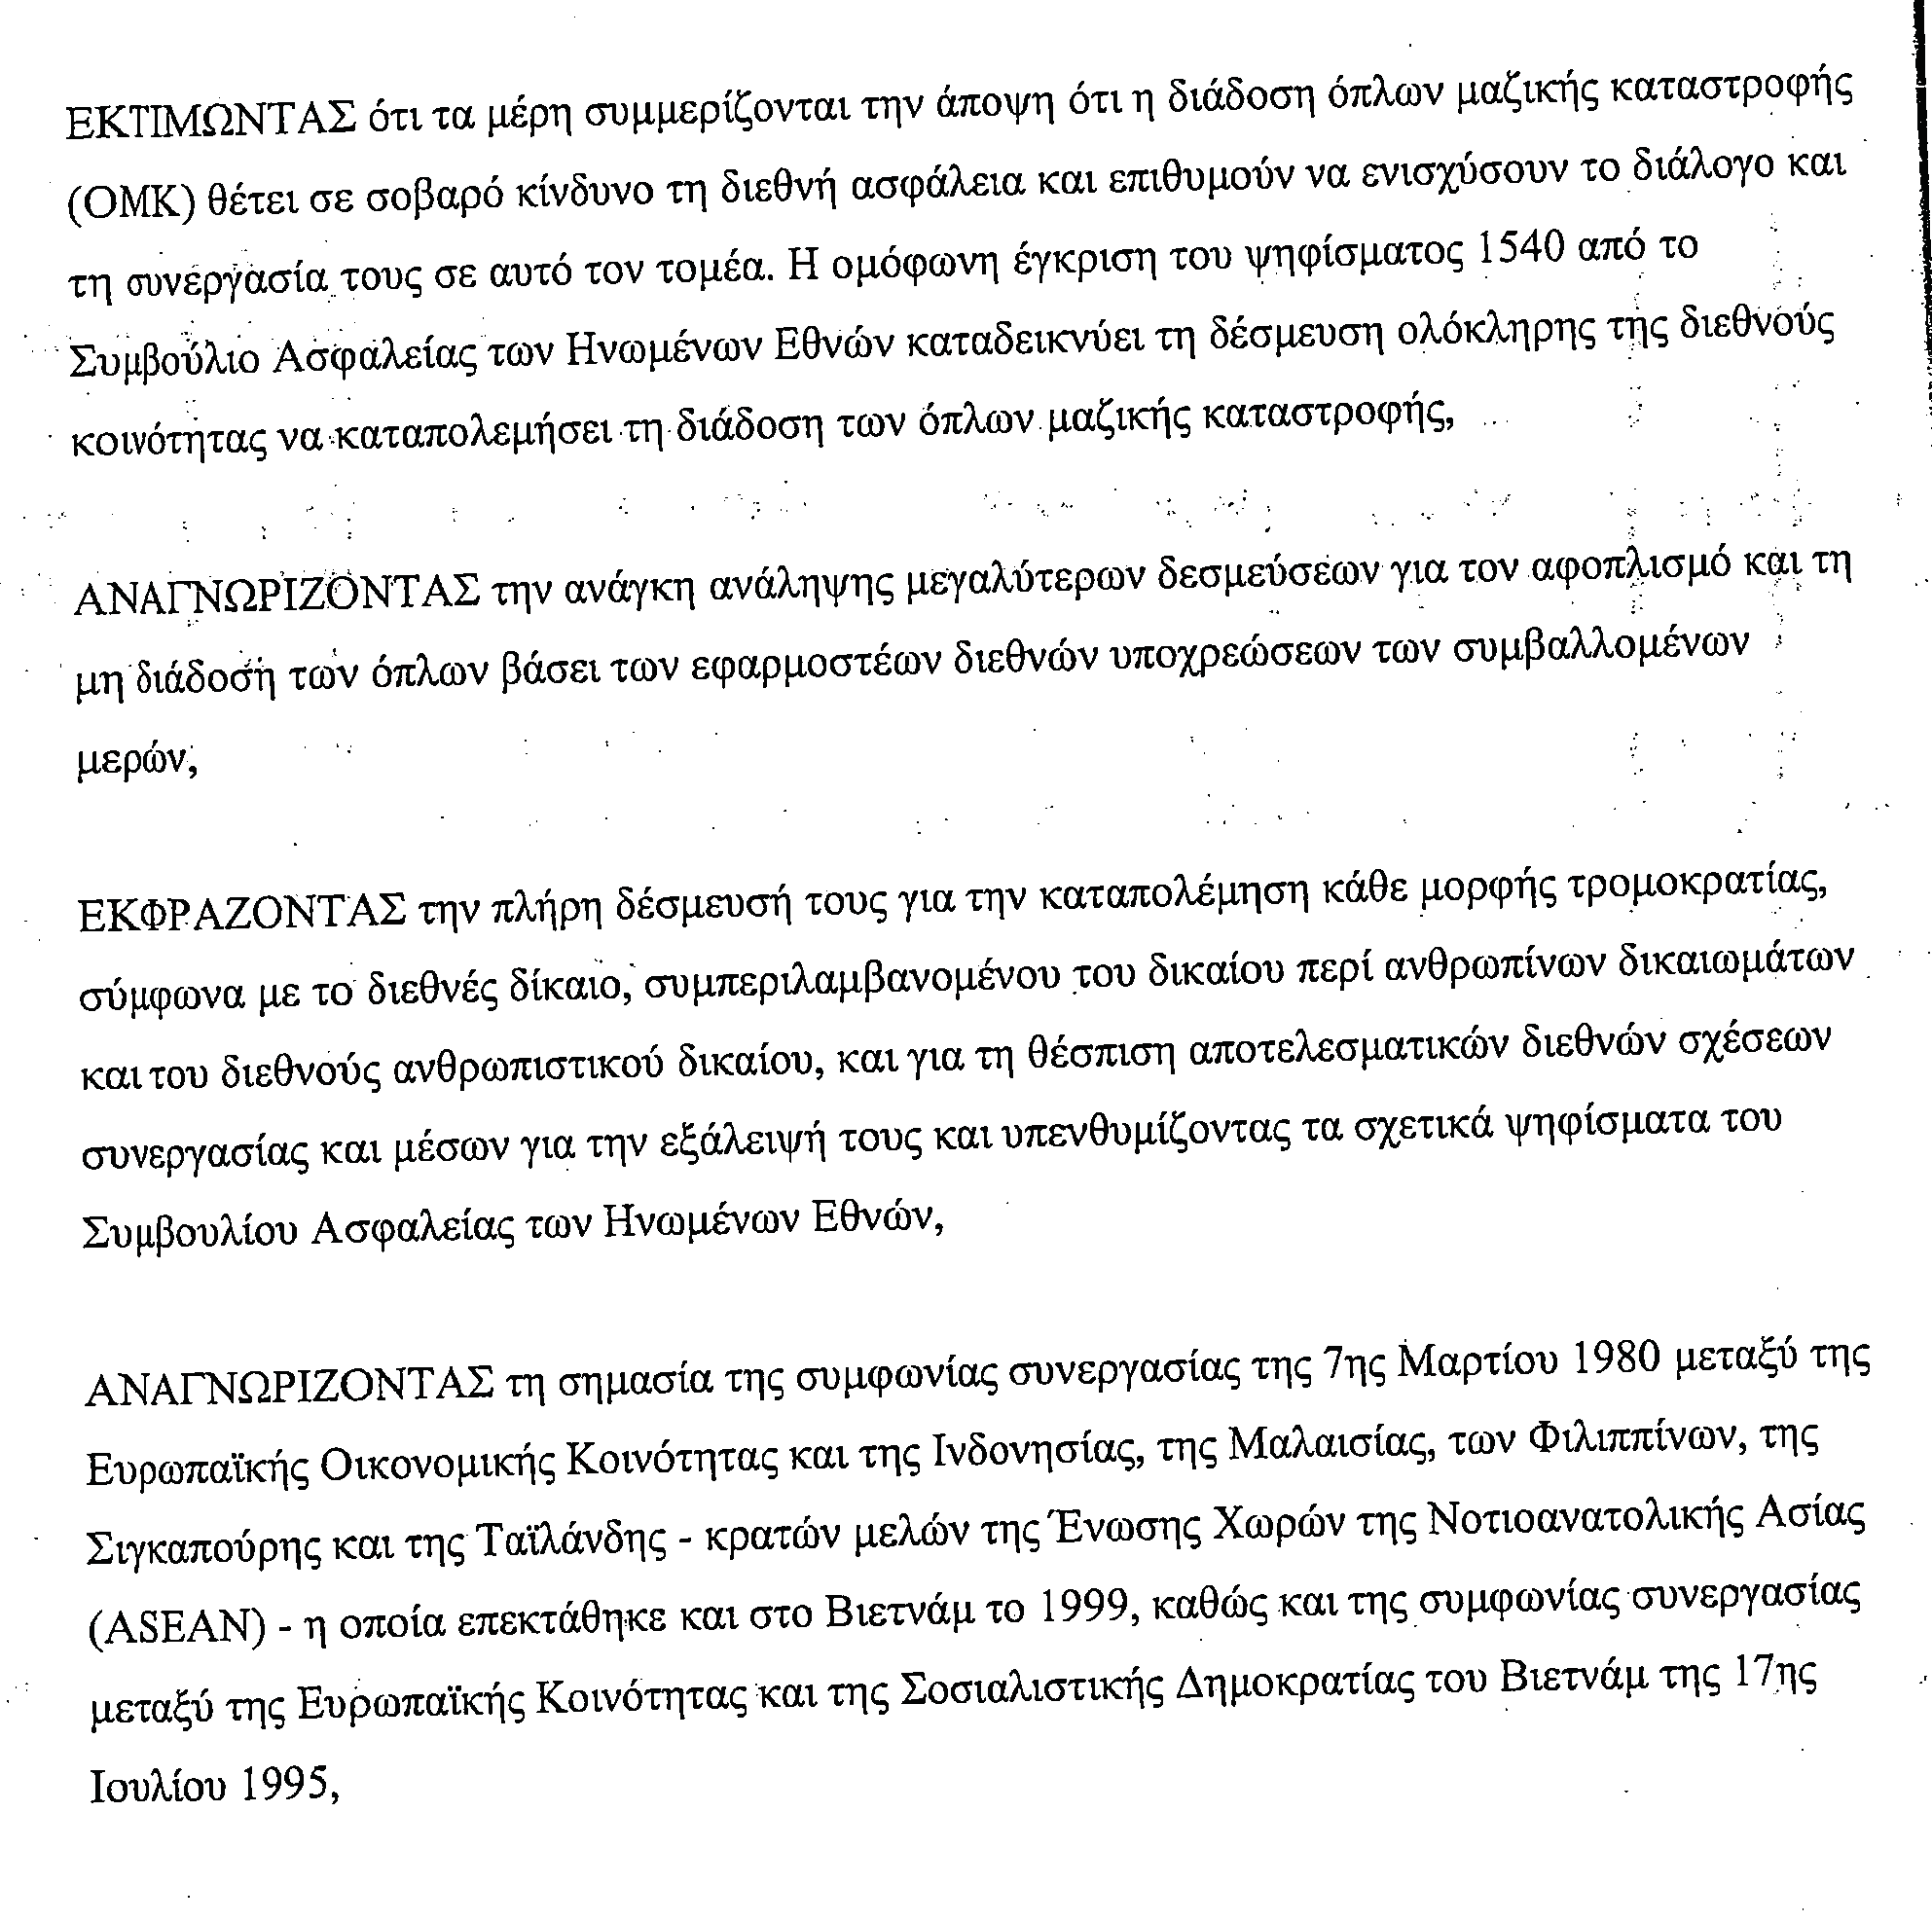 ΕΚΤΙΜΩΝΤΑΣ ότι τα μέρη συμμερίζονται την άποψη ότι η διάδοση όπλων μαζικής καταστροφής
(ΟΜΚ) θέτει σε σοβαρό κίνδυνο τη διεθνή ασφάλεια και επιθυμούν να ενισχύσουν το διάλογο και
τη συνεργασία τους σε αυτό τον τομέα. Η ομόφωνη έγκριση του ψηφίσματος 1540 από το
Συμβούλιο Ασφαλείας των Ηνωμένων Εθνών καταδεικνύει τη δέσμευση ολόκληρης της διεθνούς
κοινότητας να καταπολεμήσει τη διάδοση των όπλων μαζικής καταστροφής,
ΑΝΑΓΝΩΡΙΖΟΝΤΑΣ την ανάγκη ανάληψης μεγαλύτερων δεσμεύσεων για τον αφοπλισμό και τη
μη διάδοση των όπλων βάσει των εφαρμοστέων διεθνών υποχρεώσεων των συμβαλλομένων
μερών,
ΕΚΦΡΑΖΟΝΤΑΣ την πλήρη δέσμευσή τους για την καταπολέμηση κάθε μορφής τρομοκρατίας,
σύμφωνα με το διεθνές δίκαιο, συμπεριλαμβανομένου του δικαίου περί ανθρωπίνων δικαιωμάτων
και του διεθνούς ανθρωπιστικού δικαίου, και για τη θέσπιση αποτελεσματικών διεθνών σχέσεων
συνεργασίας και μέσων για την εξάλειψή τους και υπενθυμίζοντας τα σχετικά ψηφίσματα του
Συμβουλίου Ασφαλείας των Ηνωμένων Εθνών,
ΑΝΑΓΝΩΡΙΖΟΝΤΑΣ τη σημασία της συμφωνίας συνεργασίας της 7ης Μαρτίου 1980 μεταξύ της
Ευρωπαϊκής Οικονομικής Κοινότητας και της Ινδονησίας, της Μαλαισίας, των Φιλιππίνων, της
Σιγκαπούρης και της Ταϊλάνδης - κρατών μελών της Ένωσης Χωρών της Νοτιοανατολικής Ασίας
(ASEAN) - η οποία επεκτάθηκε και στο Βιετνάμ το 1999, καθώς και της συμφωνίας συνεργασίας
μεταξύ της Ευρωπαϊκής Κοινότητας και της Σοσιαλιστικής Δημοκρατίας του Βιετνάμ της 17ης
Ιουλίου 1995,